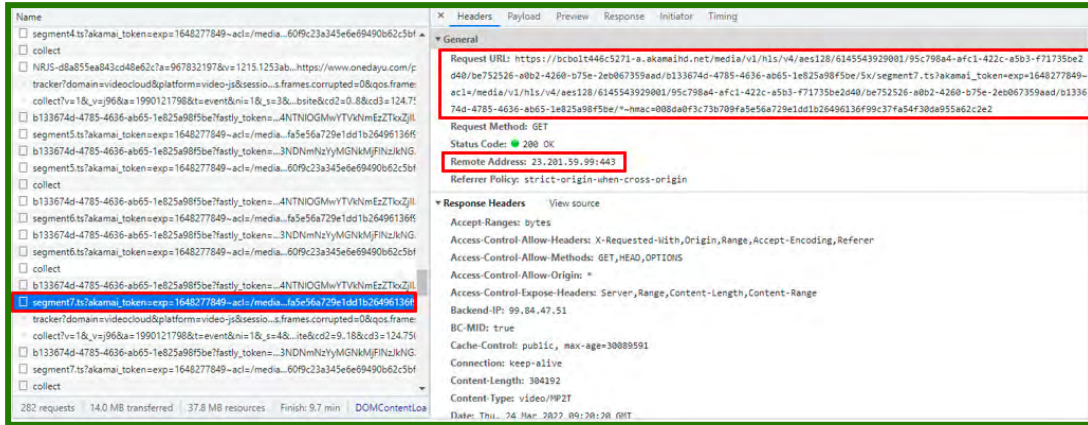 Name
segment4.ts?akamai_token=exp=1648277849~acl=/media...60f9c23a345e6e69490b62c5bf
collect
NRJS-d8a855ea843cd48e62c?a=967832197&v=1215.1253ab...https://www.onedayu.com/p
tracker?domain=videocloud&platform=video-js&sessio...s.frames.corrupted=0&qos.frame:
collect?v=1&_v=j96&a=1990121798&t=event&ni=1&_s=3&...bsite&cd2=0..8&cd3=124.7!
b133674d-4785-4636-ab65-1e825a98f5be?fastly_token=...4NTNIOGMwYTVkNmEzZTkxZjll.
segment5.ts?akamai_token=exp=1648277849~acl=/media...fa5e56a729e1dd1b26496136f9
b133674d-4785-4636-ab65-1e825a98f5be?fastly_token=...3NDNmNzYyMGNkMjFlNzJkNG.
segment5.ts?akamai_token=exp=1648277849~acl=/media...60f9c23a345e6e69490b62c5bf
collect
b133674d-4785-4636-ab65-1e825a98f5be?fastly_token=...4NTNIOGMwYTVkNmEzZTkxZjll.
segment6.ts?akamai_token=exp=1648277849~acl=/media...fa5e56a729e1dd1b26496136f9
b133674d-4785-4636-ab65-1e825a98f5be?fastly_token=...3NDNmNzYyMGNkMjFlNzJkNG.
segment6.ts?akamai_token=exp=1648277849~acl=/media...60f9c23a345e6e69490b62c5bf
collect
b133674d-4785-4636-ab65-1e825a98f5be?fastly_token=...4NTNIOGMwYTVkNmEzZTkxZjll.
segment7.ts?akamai_token=exp=1648277849~acl=/media...fa5e56a729e1dd1b26496136f
tracker?domain=videocloud&platform=video-js&sessio...s.frames.corrupted=0&qos.frame:
collect?v=1&_v=j96&a=1990121798&t=event&ni=1&_s=4&...ite&cd2=9..18&cd3=124.75(
b133674d-4785-4636-ab65-1e825a98f5be?fastly_token=...3NDNmNzYyMGNkMjFlNzJkNG.
segment7.ts?akamai_token=exp=1648277849~acl=/media...60f9c23a345e6e69490b62c5bf
collect
282 requests 14.0 MB transferred 37.8 MB resources Finish: 9.7 min DOMContentLoa
× Headers Payload Preview Response Initiator Timing
General
Request URL: https://bcbolt446c5271-a.akamaihd.net/media/v1/hls/v4/aes128/6145543929001/95c798a4-afc1-422c-a5b3-f71735be2
d40/be752526-a0b2-4260-b75e-2eb067359aad/b133674d-4785-4636-ab65-1e825a98f5be/5x/segment7.ts?akamai_token=exp=1648277849~
acl=/media/v1/hls/v4/aes128/6145543929001/95c798a4-afc1-422c-a5b3-f71735be2d40/be752526-a0b2-4260-b75e-2eb067359aad/b1336
74d-4785-4636-ab65-1e825a98f5be/*~hmac=008da0f3c73b709fa5e56a729e1dd1b26496136f99c37fa54f30da955a62c2e2
Request Method: GET
Status Code: 200 OK
Remote Address: 23.201.59.99:443
Referrer Policy: strict-origin-when-cross-origin
Response Headers View source
Accept-Ranges: bytes
Access-Control-Allow-Headers: X-Requested-With,Origin,Range,Accept-Encoding,Referer
Access-Control-Allow-Methods: GET,HEAD,OPTIONS
Access-Control-Allow-Origin: *
Access-Control-Expose-Headers: Server,Range,Content-Length,Content-Range
Backend-IP: 99.84.47.51
BC-MID: true
Cache-Control: public, max-age=30089591
Connection: keep-alive
Content-Length: 304192
Content-Type: video/MP2T
Date: Thu, 24 Mar 2022 09:20:20 GMT